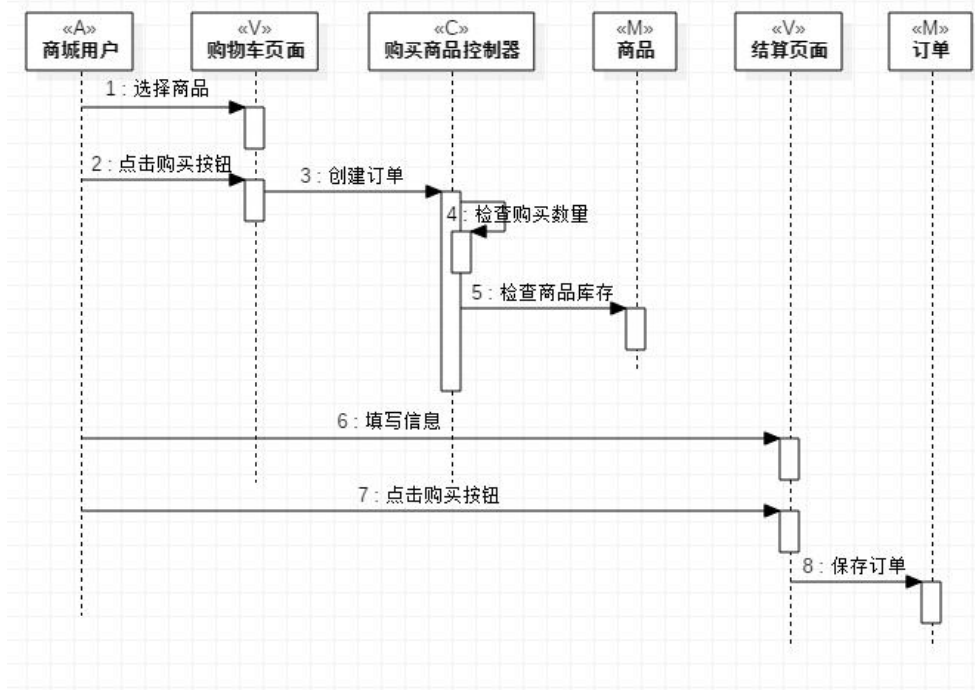 «A»
商城用户
«V»
购物车页面
«C»
购买商品控制器
«M»
商品
«V»
结算页面
«M»
订单
1 : 选择商品
2 : 点击购买按钮
3 : 创建订单
4 : 检查购买数量
5 : 检查商品库存
6 : 填写信息
7 : 点击购买按钮
8 : 保存订单